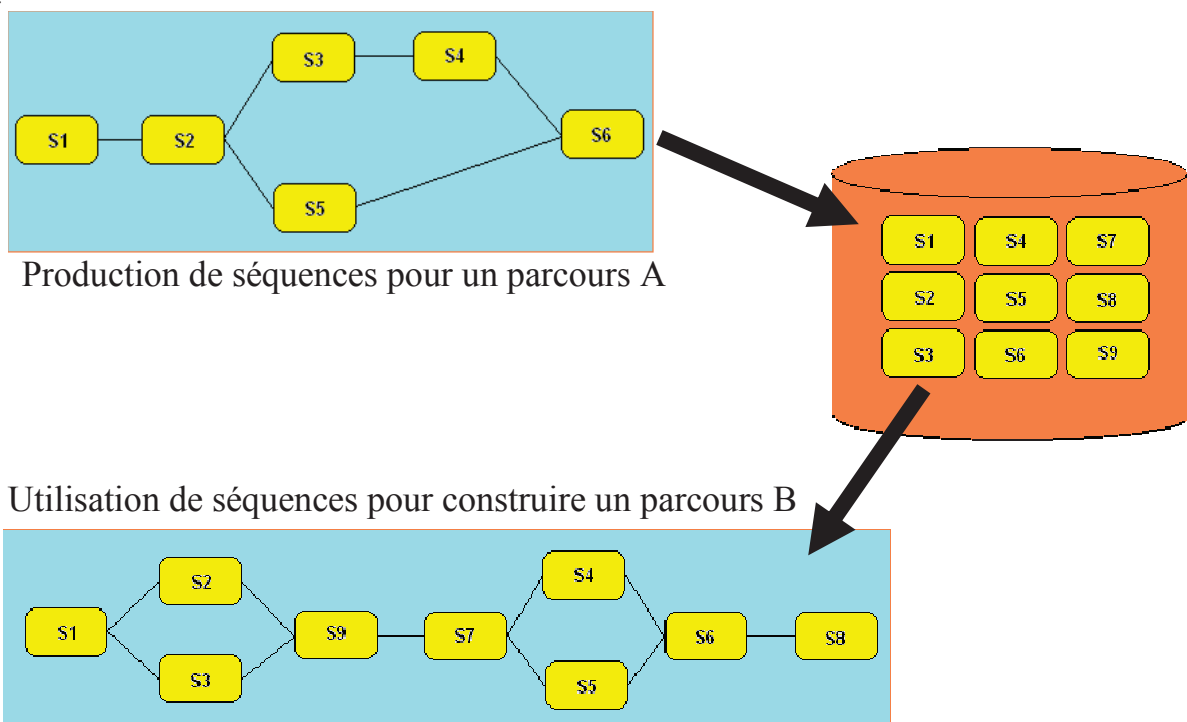 S3 S4
S1 S2 S6
S5
Production de séquences pour un parcours A
S1 S4 S7
S2 S5 S8
S3 S6 S9
Utilisation de séquences pour construire un parcours B
S2 S4
S1 S9 S7 S6 S8
S3 S5